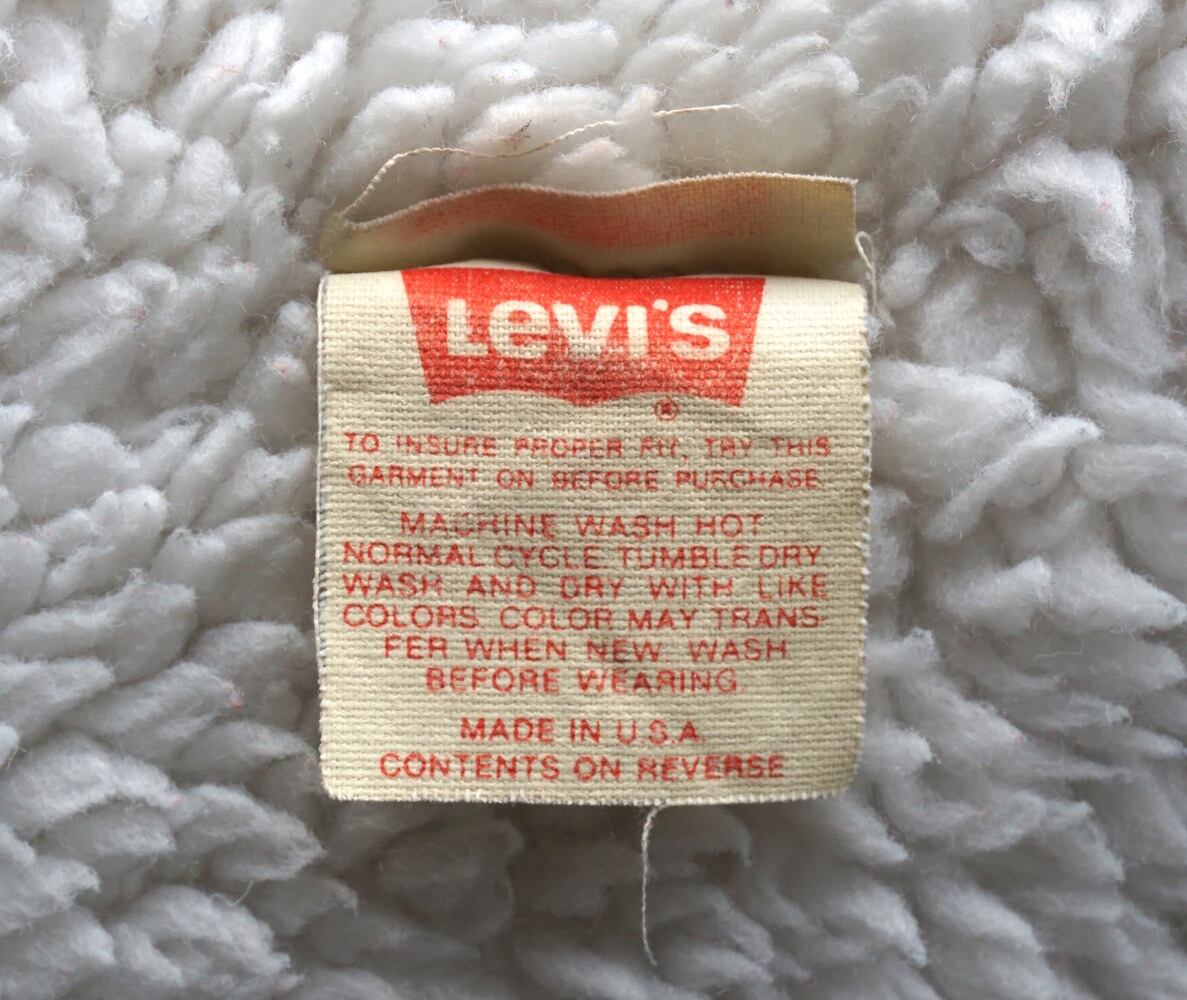 Levi's
®
TO INSURE PROPER FIT, TRY THIS
GARMENT ON BEFORE PURCHASE.
MACHINE WASH HOT
NORMAL CYCLE. TUMBLE DRY
WASH AND DRY WITH LIKE
COLORS. COLOR MAY TRANS-
FER WHEN NEW. WASH
BEFORE WEARING.
MADE IN U.S.A.
CONTENTS ON REVERSE